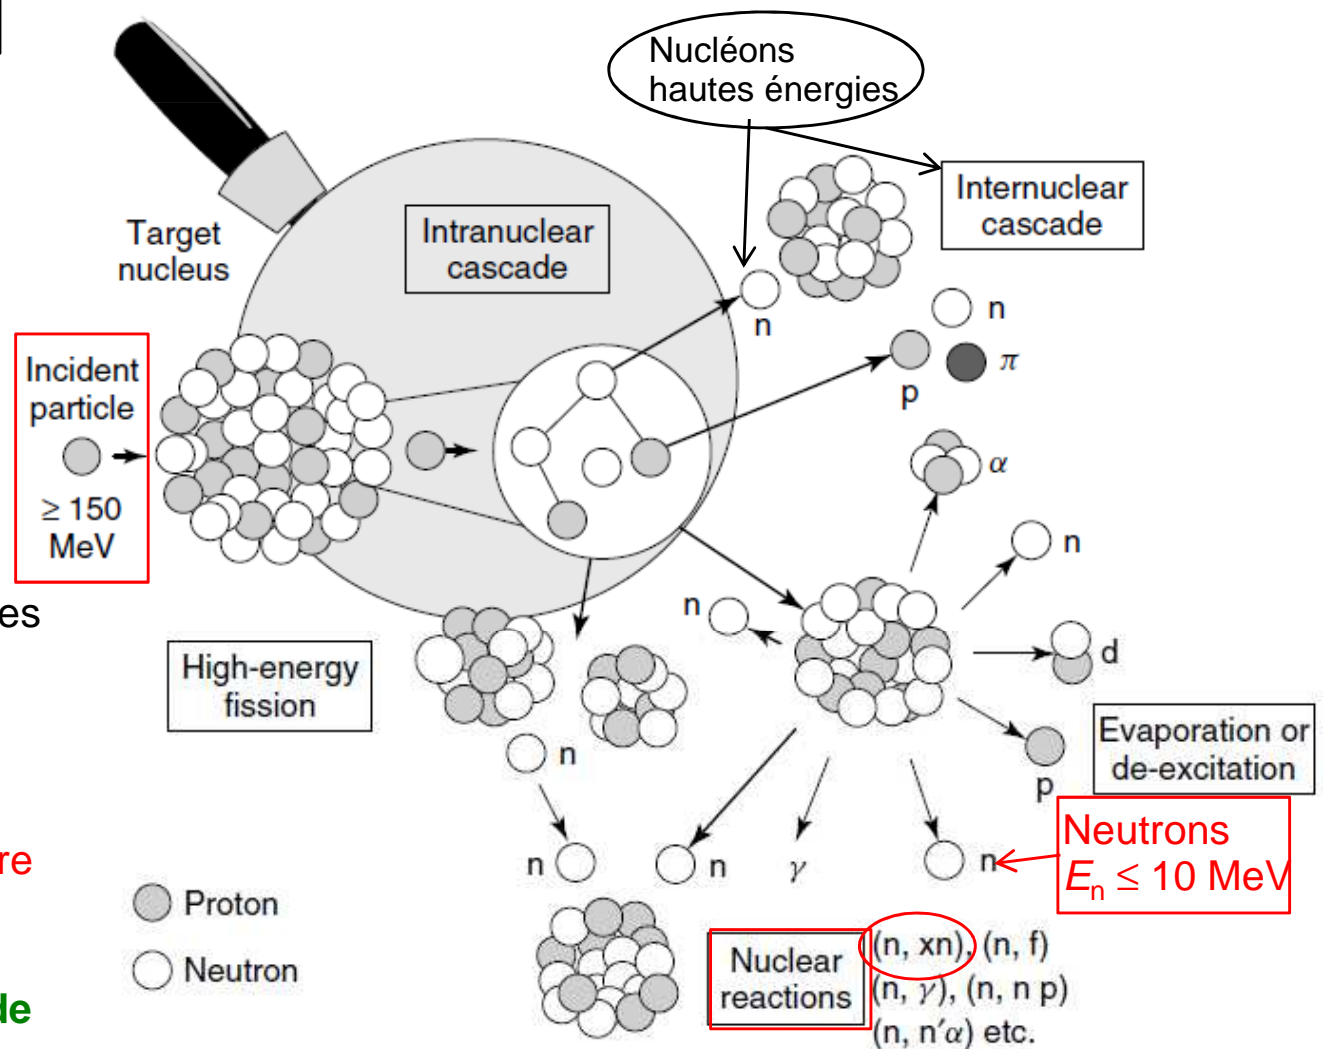 Nucléons
hautes énergies
Internuclear
cascade
Target
nucleus
Intranuclear
cascade
n
n
π
p
Incident
particle
≥ 150
MeV
α
n
n
d
p
es
High-energy
fission
Evaporation or
de-excitation
n
n
n
γ
n
Neutrons
Eₙ ≤ 10 MeV
re
Proton
Neutron
de
Nuclear
reactions
(n, xn), (n, f)
(n, γ), (n, n p)
(n, n′α) etc.